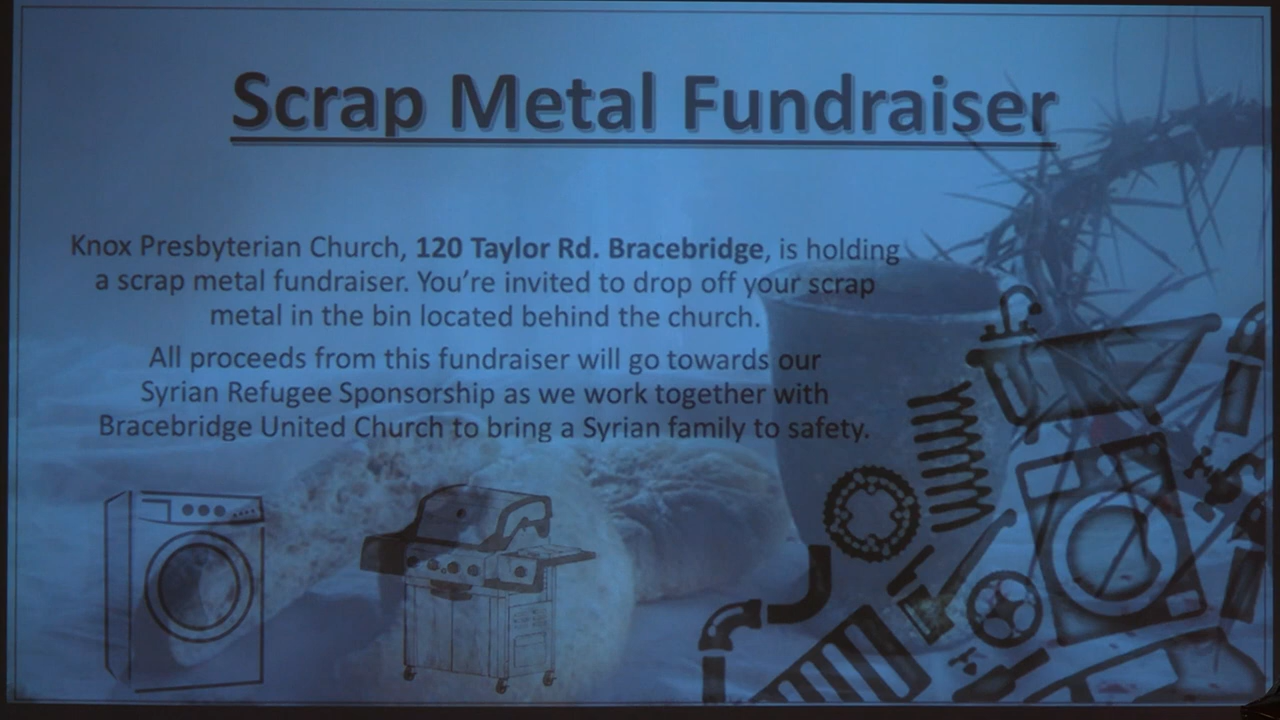 Scrap Metal Fundraiser
Knox Presbyterian Church, 120 Taylor Rd. Bracebridge, is holding
a scrap metal fundraiser. You're invited to drop off your scrap
metal in the bin located behind the church.
All proceeds from this fundraiser will go towards our
Syrian Refugee Sponsorship as we work together with
Bracebridge United Church to bring a Syrian family to safety.